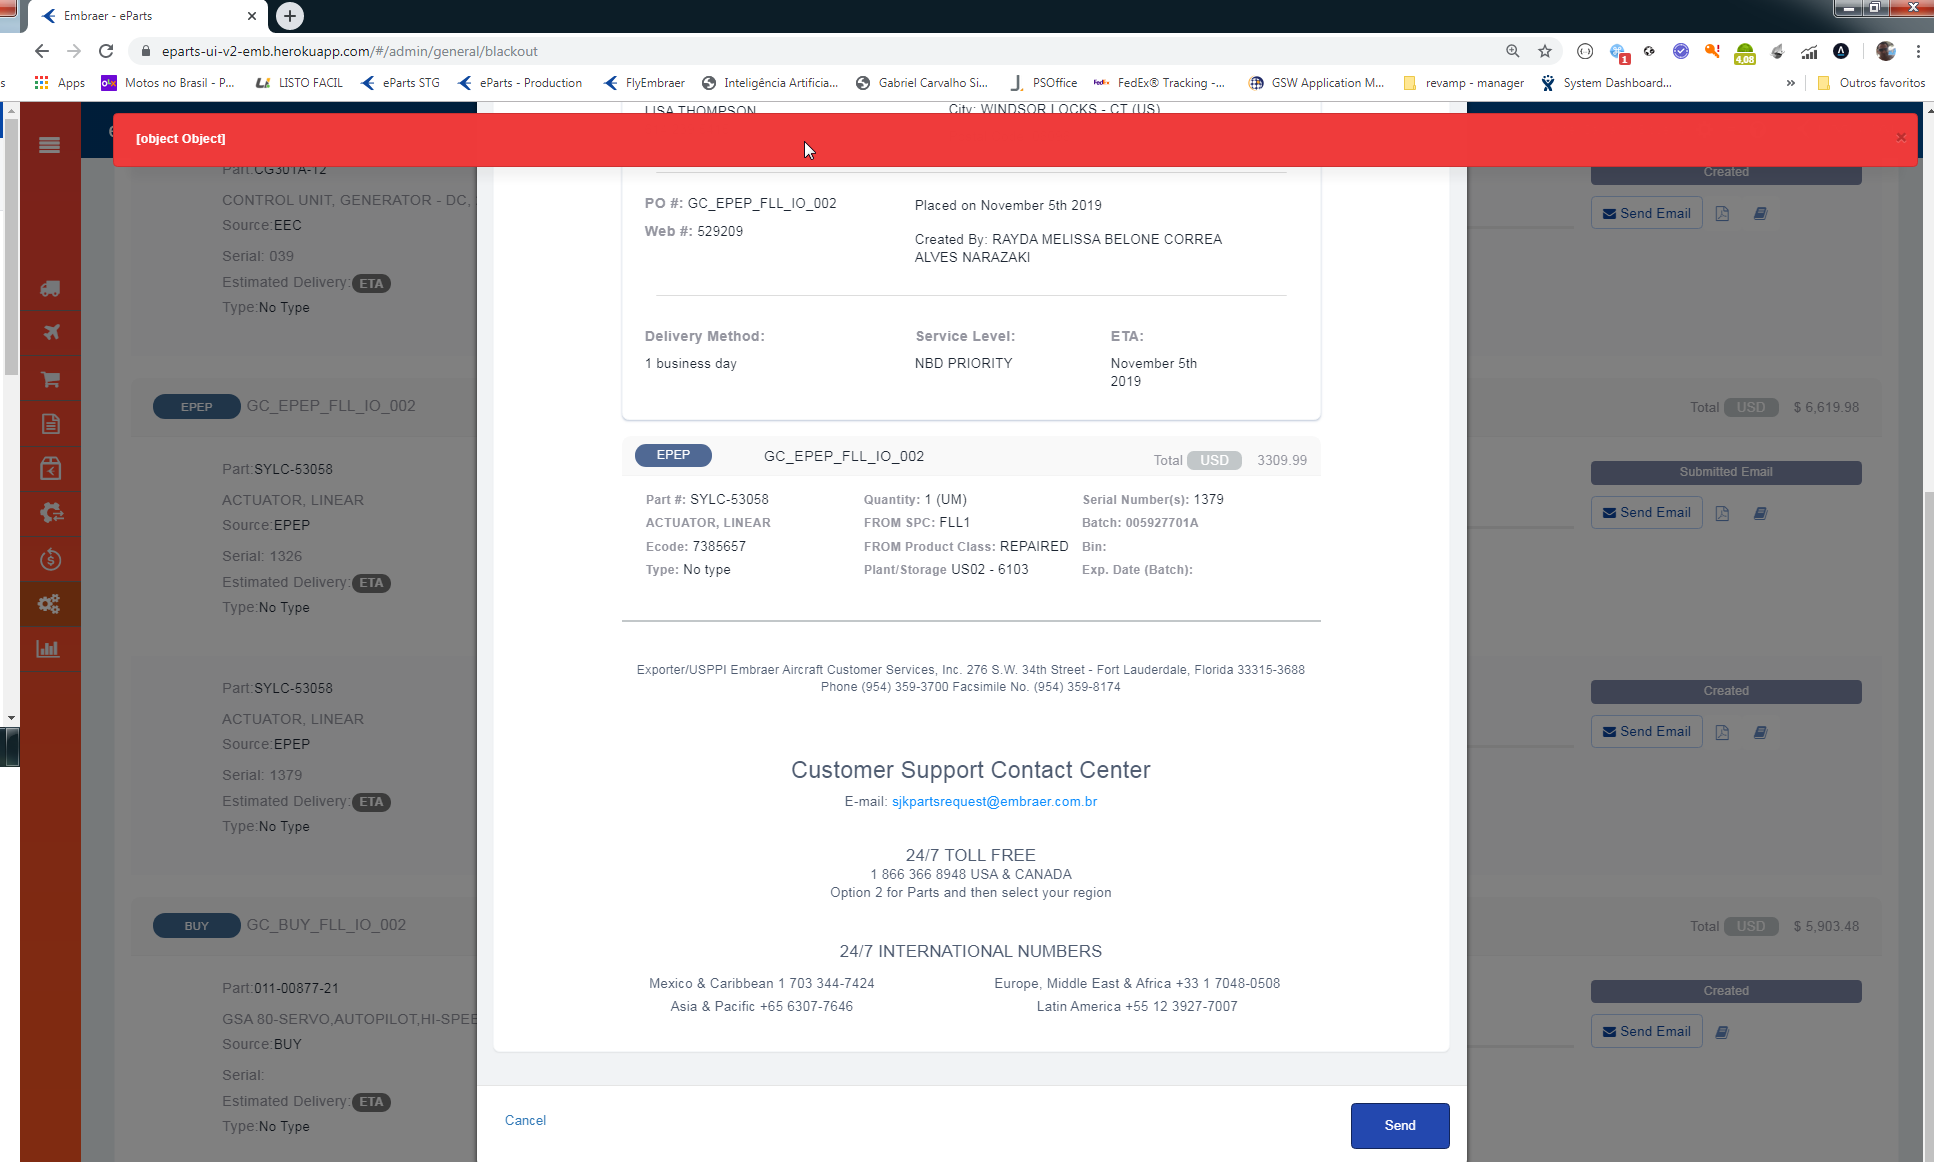 Embraer - eParts
eparts-ui-v2-emb.herokuapp.com/#/admin/general/blackout
1
4,08
s
Apps
olx
Motos no Brasil - P...
LISTO FACIL
eParts STG
eParts - Production
FlyEmbraer
Inteligência Artificia...
Gabriel Carvalho Si...
PSOffice
FedEx
FedEx® Tracking -...
GSW Application M...
revamp - manager
System Dashboard...
»
Outros favoritos
LISA THOMPSON
City: WINDSOR LOCKS - CT (US)
[object Object]
×
Part:CG301A-12
CONTROL UNIT, GENERATOR - DC,
Source:EEC
Serial: 039
Estimated Delivery: ETA
Type:No Type
Created
Send Email
PO #: GC_EPEP_FLL_IO_002
Web #: 529209
Placed on November 5th 2019
Created By: RAYDA MELISSA BELONE CORREA
ALVES NARAZAKI
Delivery Method:
1 business day
Service Level:
NBD PRIORITY
ETA:
November 5th
2019
EPEP
GC_EPEP_FLL_IO_002
Total USD $ 6,619.98
Part:SYLC-53058
ACTUATOR, LINEAR
Source:EPEP
Serial: 1326
Estimated Delivery: ETA
Type:No Type
Submitted Email
Send Email
EPEP
GC_EPEP_FLL_IO_002
Total USD 3309.99
Part #: SYLC-53058
ACTUATOR, LINEAR
Ecode: 7385657
Type: No type
Quantity: 1 (UM)
FROM SPC: FLL1
FROM Product Class: REPAIRED
Plant/Storage US02 - 6103
Serial Number(s): 1379
Batch: 005927701A
Bin:
Exp. Date (Batch):
Part:SYLC-53058
ACTUATOR, LINEAR
Source:EPEP
Serial: 1379
Estimated Delivery: ETA
Type:No Type
Created
Send Email
Exporter/USPPI Embraer Aircraft Customer Services, Inc. 276 S.W. 34th Street - Fort Lauderdale, Florida 33315-3688
Phone (954) 359-3700 Facsimile No. (954) 359-8174
Customer Support Contact Center
E-mail: sjkpartsrequest@embraer.com.br
24/7 TOLL FREE
1 866 366 8948 USA & CANADA
Option 2 for Parts and then select your region
24/7 INTERNATIONAL NUMBERS
Mexico & Caribbean 1 703 344-7424
Europe, Middle East & Africa +33 1 7048-0508
Asia & Pacific +65 6307-7646
Latin America +55 12 3927-7007
BUY
GC_BUY_FLL_IO_002
Total USD $ 5,903.48
Part:011-00877-21
GSA 80-SERVO,AUTOPILOT,HI-SPEE
Source:BUY
Serial:
Estimated Delivery: ETA
Type:No Type
Created
Send Email
Cancel
Send